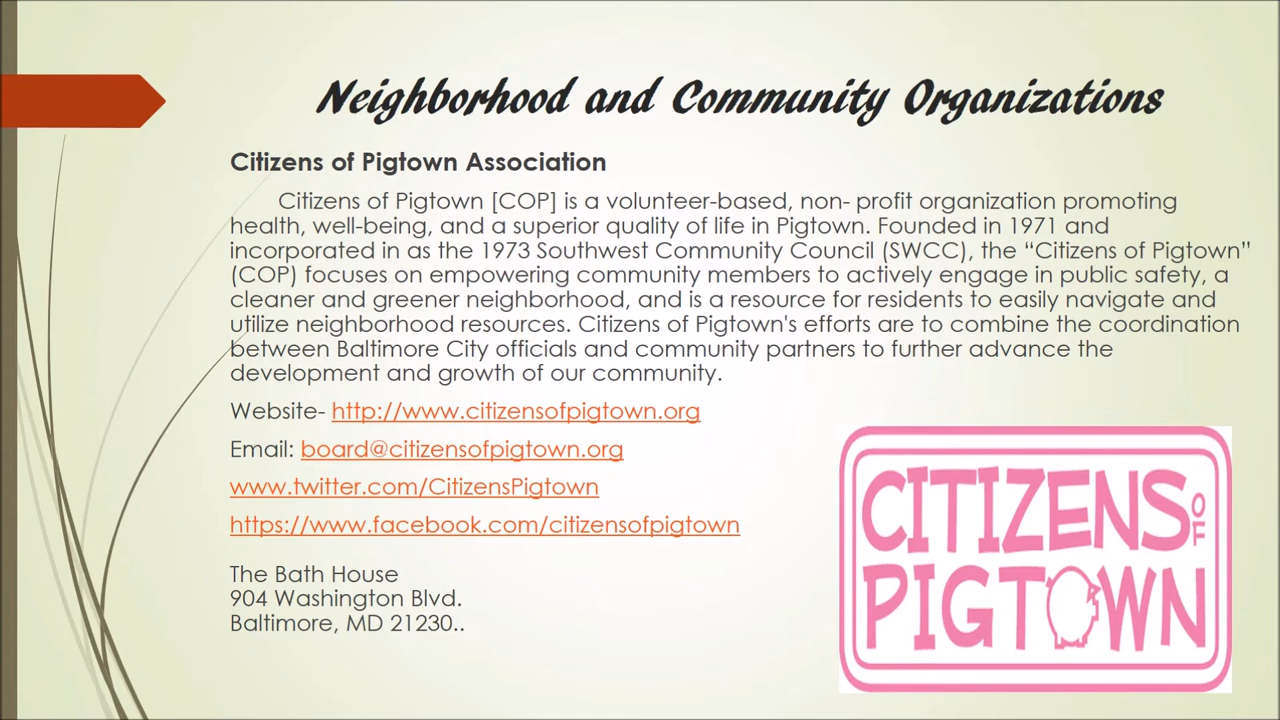 Neighborhood and Community Organizations
Citizens of Pigtown Association
Citizens of Pigtown [COP] is a volunteer-based, non- profit organization promoting
health, well-being, and a superior quality of life in Pigtown. Founded in 1971 and
incorporated in as the 1973 Southwest Community Council (SWCC), the “Citizens of Pigtown”
(COP) focuses on empowering community members to actively engage in public safety, a
cleaner and greener neighborhood, and is a resource for residents to easily navigate and
utilize neighborhood resources. Citizens of Pigtown's efforts are to combine the coordination
between Baltimore City officials and community partners to further advance the
development and growth of our community.
Website- http://www.citizensofpigtown.org
Email: board@citizensofpigtown.org
www.twitter.com/CitizensPigtown
https://www.facebook.com/citizensofpigtown
The Bath House
904 Washington Blvd.
Baltimore, MD 21230..
CITIZENS OF
PIGTOWN